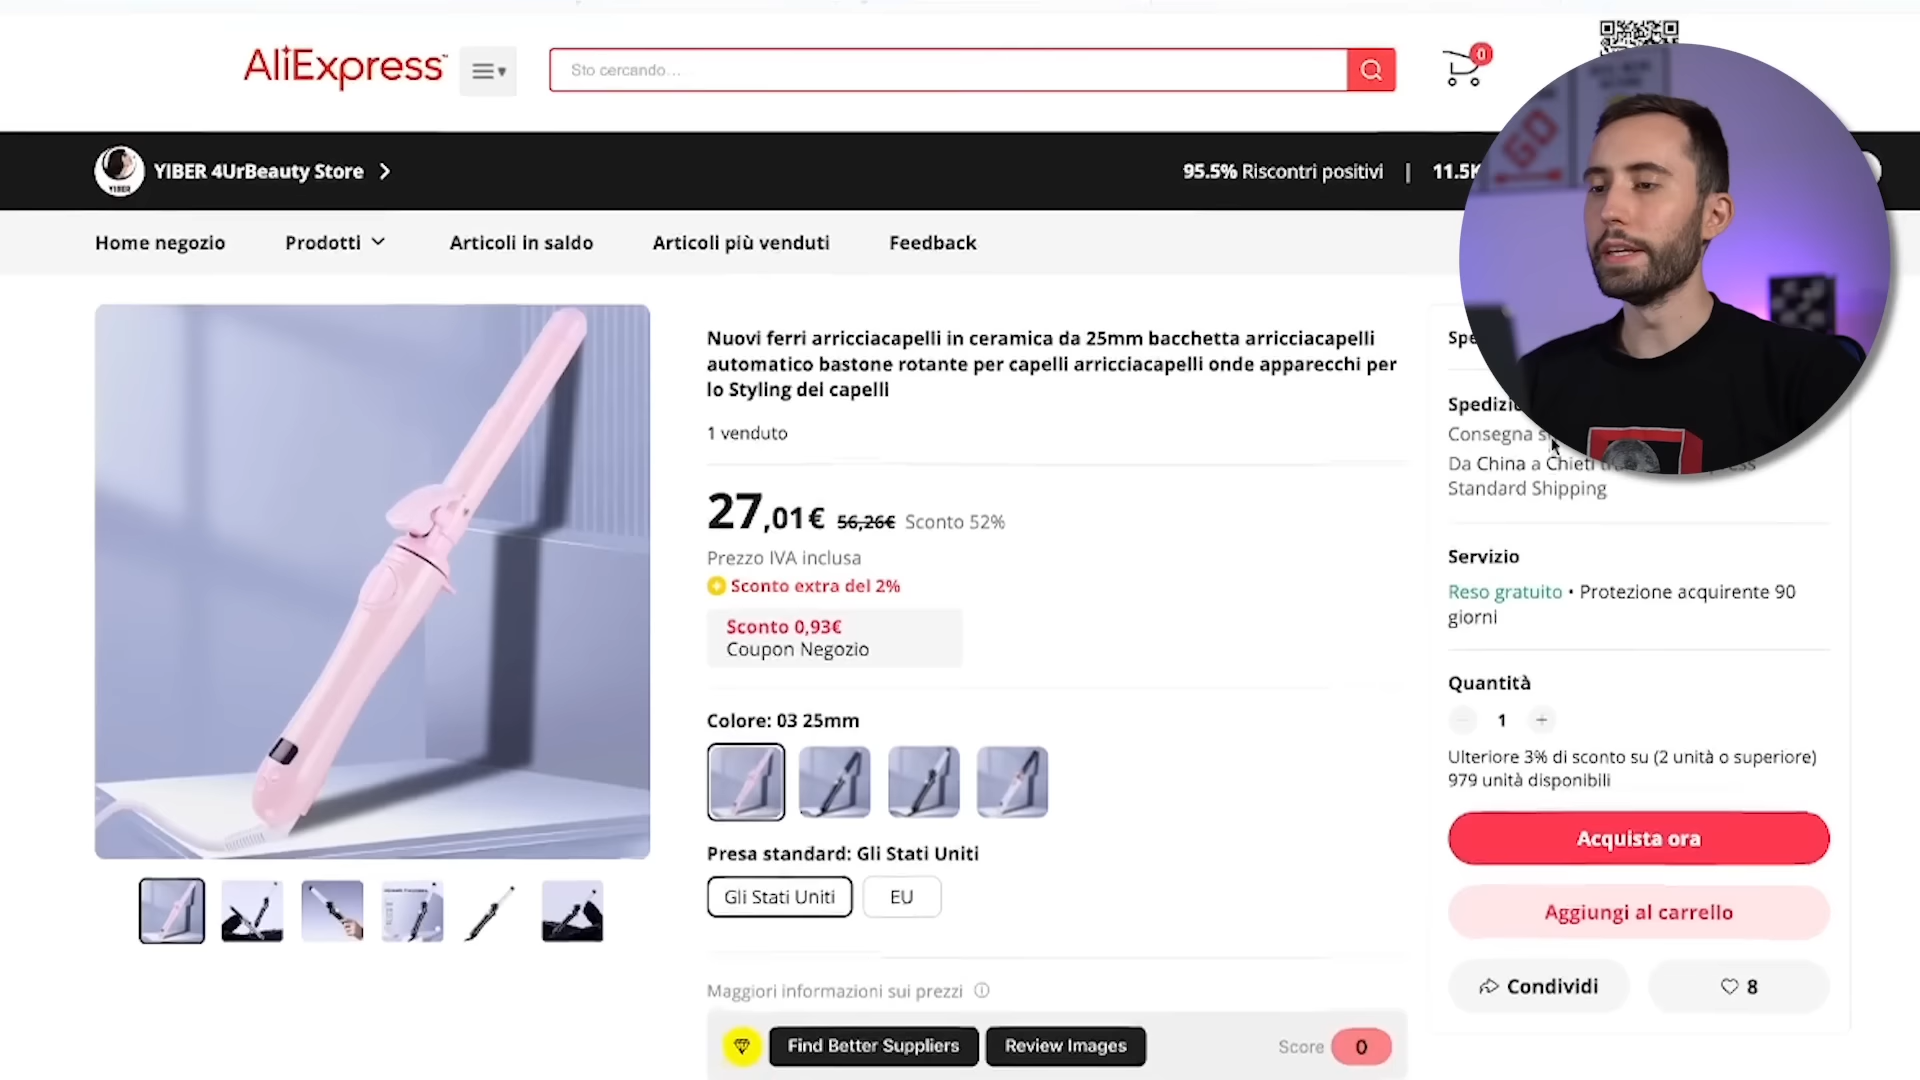 AliExpress
Sto cercando...
0
YIBER 4UrBeauty Store
95.5% Riscontri positivi | 11.5K
Home negozio
Prodotti
Articoli in saldo
Articoli più venduti
Feedback
GO
Nuovi ferri arricciacapelli in ceramica da 25mm bacchetta arricciacapelli
automatico bastone rotante per capelli arricciacapelli onde apparecchi per
lo Styling dei capelli
1 venduto
27,01€ 56,26€ Sconto 52%
Prezzo IVA inclusa
Sconto extra del 2%
Sconto 0,93€
Coupon Negozio
Colore: 03 25mm
Presa standard: Gli Stati Uniti
Gli Stati Uniti
EU
Maggiori informazioni sui prezzi
Find Better Suppliers
Review Images
Score 0
Consegna
Da China a Chieti
Standard Shipping
Servizio
Reso gratuito • Protezione acquirente 90
giorni
Quantità
1
Ulteriore 3% di sconto su (2 unità o superiore)
979 unità disponibili
Acquista ora
Aggiungi al carrello
Condividi
8